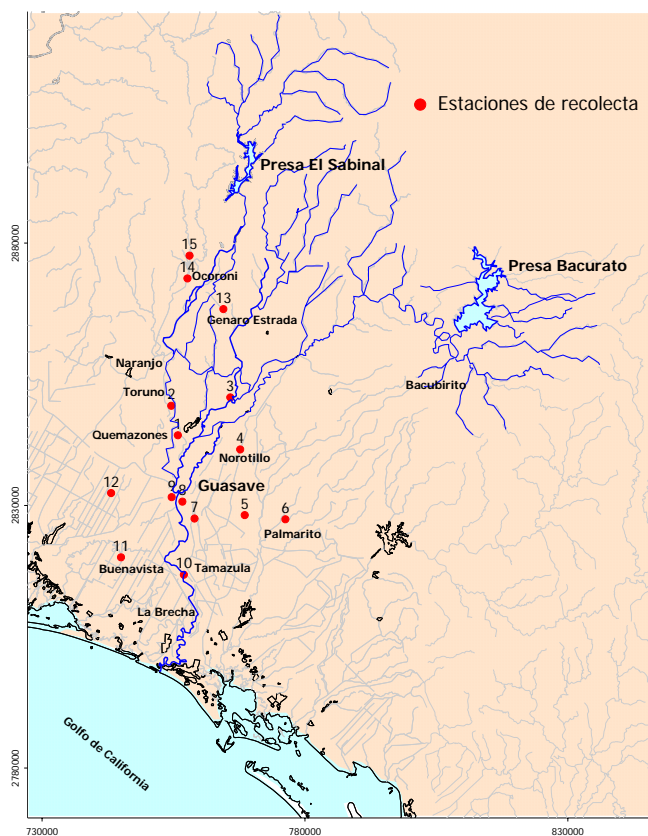 Estaciones de recolecta
Presa El Sabinal
2880000
15
14
Ocoroni
Presa Bacurato
13
Genaro Estrada
Naranjo
Bacubirito
Toruno
2
3
1
Quemazones
4
Norotillo
Guasave
12
9
8
7
5
6
Palmarito
2830000
11
Buenavista
10
Tamazula
La Brecha
Golfo de California
2780000
730000
780000
830000